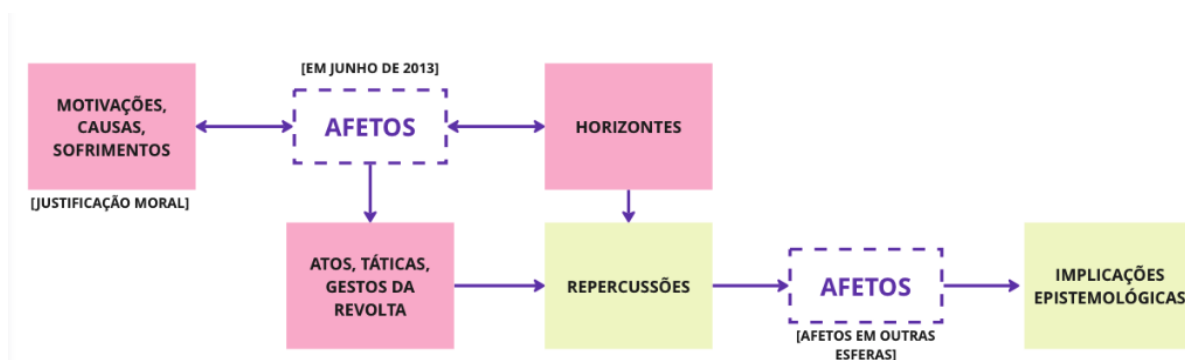 [EM JUNHO DE 2013]
MOTIVAÇÕES,
CAUSAS,
SOFRIMENTOS
AFETOS
HORIZONTES
[JUSTIFICAÇÃO MORAL]
ATOS, TÁTICAS,
GESTOS DA
REVOLTA
REPERCUSSÕES
AFETOS
[AFETOS EM OUTRAS
ESFERAS]
IMPLICAÇÕES
EPISTEMOLÓGICAS